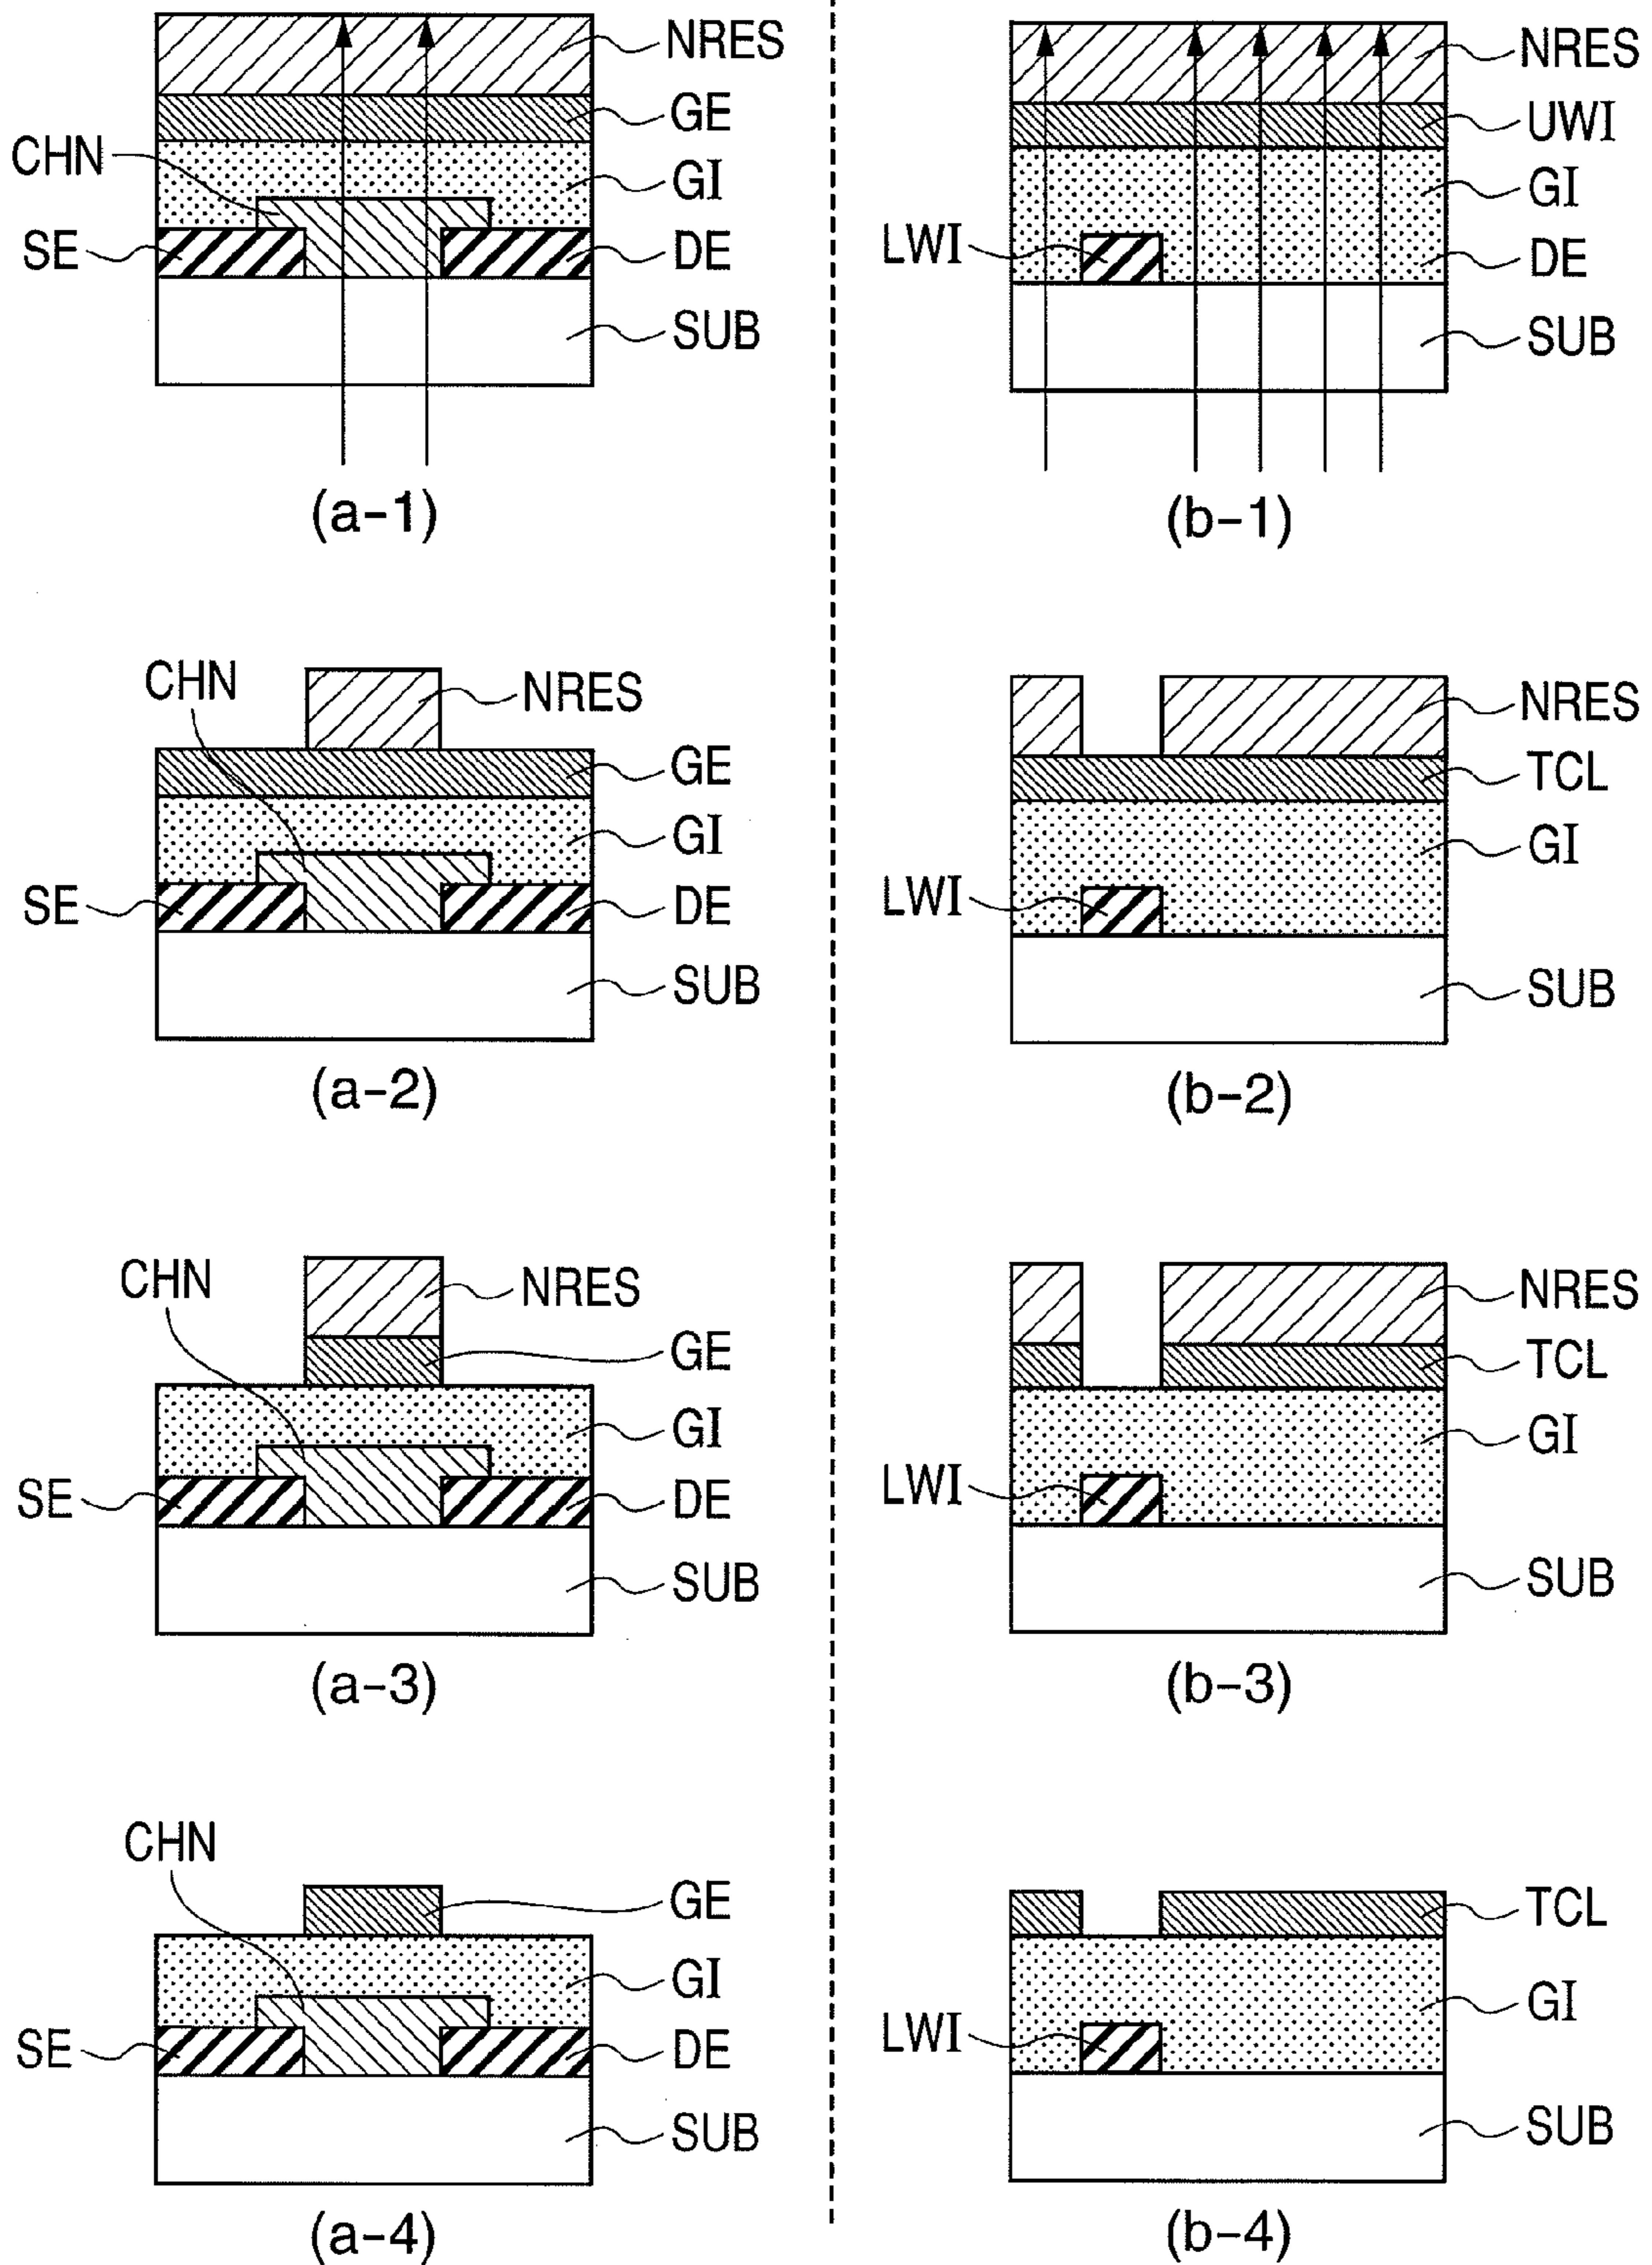 NRES
GE
CHN
GI
SE
DE
SUB
(a-1)
NRES
UWI
GI
LWI
DE
SUB
(b-1)
CHN
NRES
GE
GI
SE
DE
SUB
(a-2)
NRES
TCL
GI
LWI
SUB
(b-2)
CHN
NRES
GE
GI
SE
DE
SUB
(a-3)
NRES
TCL
GI
LWI
SUB
(b-3)
CHN
GE
GI
SE
DE
SUB
(a-4)
TCL
GI
LWI
SUB
(b-4)